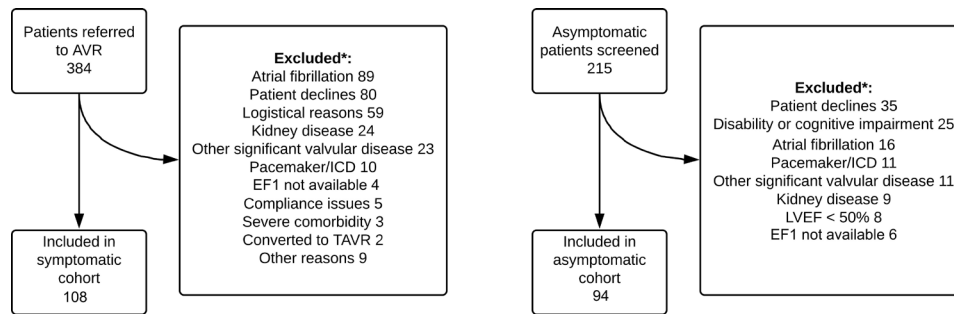 Patients referred
to AVR
384
Excluded*:
Atrial fibrillation 89
Patient declines 80
Logistical reasons 59
Kidney disease 24
Other significant valvular disease 23
Pacemaker/ICD 10
EF1 not available 4
Compliance issues 5
Severe comorbidity 3
Converted to TAVR 2
Other reasons 9
Included in
symptomatic
cohort
108
Asymptomatic
patients screened
215
Excluded*:
Patient declines 35
Disability or cognitive impairment 25
Atrial fibrillation 16
Pacemaker/ICD 11
Other significant valvular disease 11
Kidney disease 9
LVEF < 50% 8
EF1 not available 6
Included in
asymptomatic
cohort
94